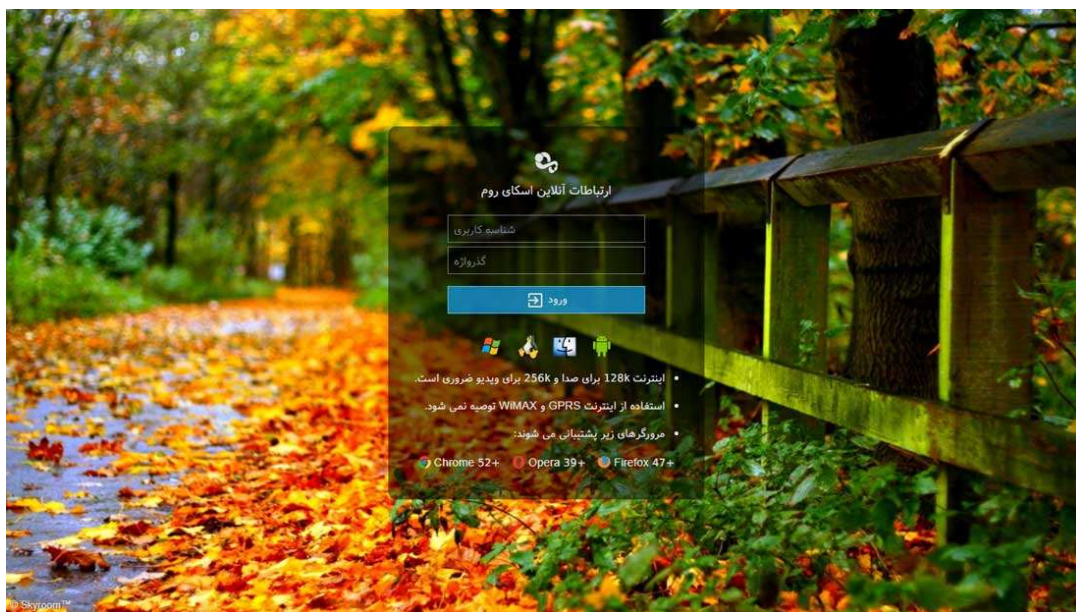 ارتباطات آنلاین اسکای روم
شناسه کاربری
گذرواژه
ورود
اینترنت 128k برای صدا و 256k برای ویدیو ضروری است.
استفاده از اینترنت GPRS و WiMAX توصیه نمی شود.
مرورگرهای زیر پشتیبانی می شوند:
Chrome 52+ Opera 39+ Firefox 47+
© Skyroom™